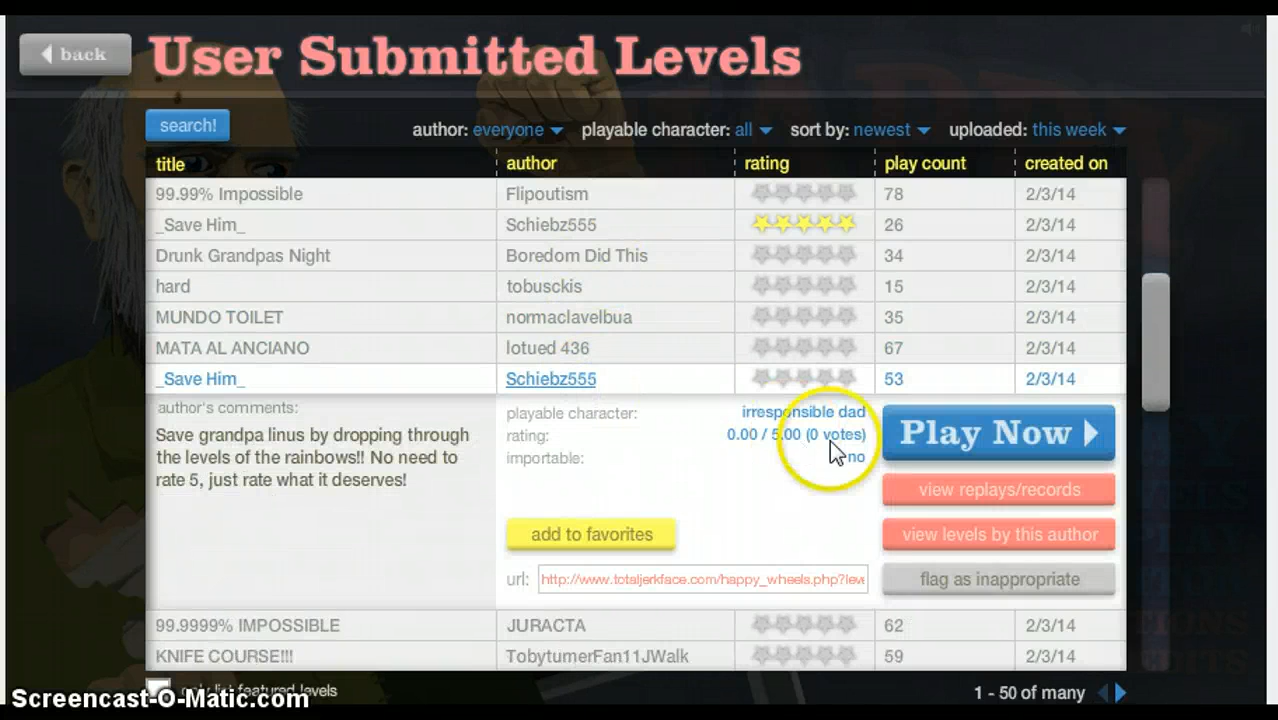 back
User Submitted Levels
search!
author: everyone playable character: all sort by: newest uploaded: this week
title author rating play count created on
99.99% Impossible Flipoutism 78 2/3/14
_Save Him_ Schiebz555 26 2/3/14
Drunk Grandpas Night Boredom Did This 34 2/3/14
hard tobusckis 15 2/3/14
MUNDO TOILET normaclavelbua 35 2/3/14
MATA AL ANCIANO lotued 436 67 2/3/14
_Save Him_ Schiebz555 53 2/3/14
author's comments:
Save grandpa linus by dropping through
the levels of the rainbows!! No need to
rate 5, just rate what it deserves!
playable character: irresponsible dad
rating: 0.00 / 5.00 (0 votes)
importable: no
add to favorites
url: http://www.totaljerkface.com/happy_wheels.php?lev
Play Now
view replays/records
view levels by this author
flag as inappropriate
99.9999% IMPOSSIBLE JURACTA 62 2/3/14
KNIFE COURSE!!! TobytumerFan11JWalk 59 2/3/14
only list featured levels
1 - 50 of many
Screencast-O-Matic.com